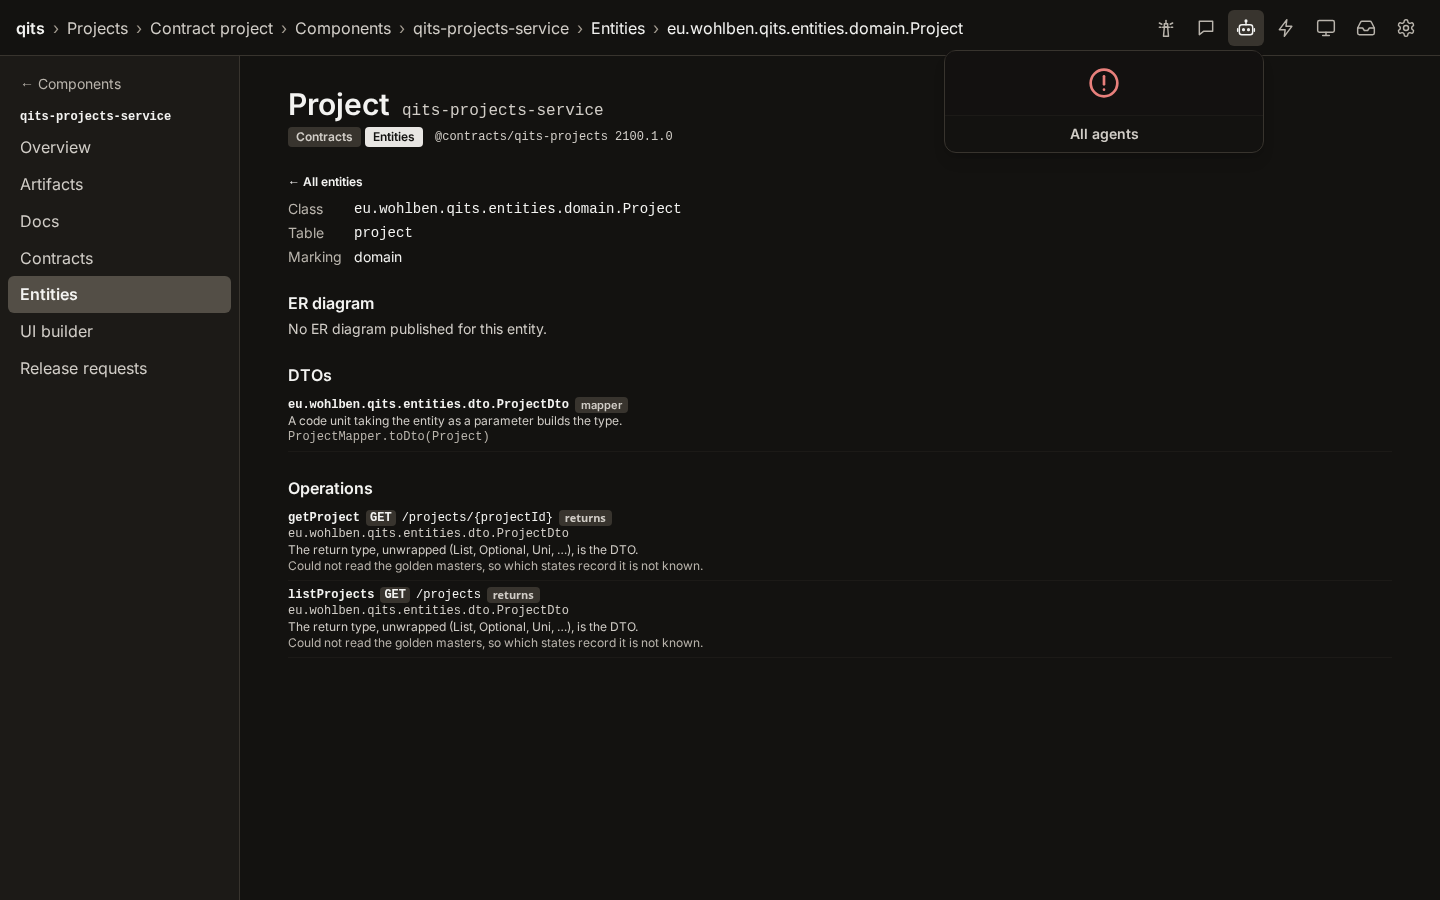 qits › Projects › Contract project › Components › qits-projects-service › Entities › eu.wohlben.qits.entities.domain.Project
All agents
← Components
qits-projects-service
Overview
Artifacts
Docs
Contracts
Entities
UI builder
Release requests
Project qits-projects-service
Contracts Entities @contracts/qits-projects 2100.1.0
← All entities
Class eu.wohlben.qits.entities.domain.Project
Table project
Marking domain
ER diagram
No ER diagram published for this entity.
DTOs
eu.wohlben.qits.entities.dto.ProjectDto mapper
A code unit taking the entity as a parameter builds the type.
ProjectMapper.toDto(Project)
Operations
getProject GET /projects/{projectId} returns
eu.wohlben.qits.entities.dto.ProjectDto
The return type, unwrapped (List, Optional, Uni, …), is the DTO.
Could not read the golden masters, so which states record it is not known.
listProjects GET /projects returns
eu.wohlben.qits.entities.dto.ProjectDto
The return type, unwrapped (List, Optional, Uni, …), is the DTO.
Could not read the golden masters, so which states record it is not known.